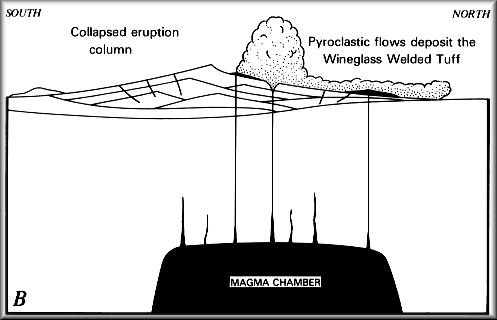 SOUTH
NORTH
Collapsed eruption
column
Pyroclastic flows deposit the
Wineglass Welded Tuff
MAGMA CHAMBER
B